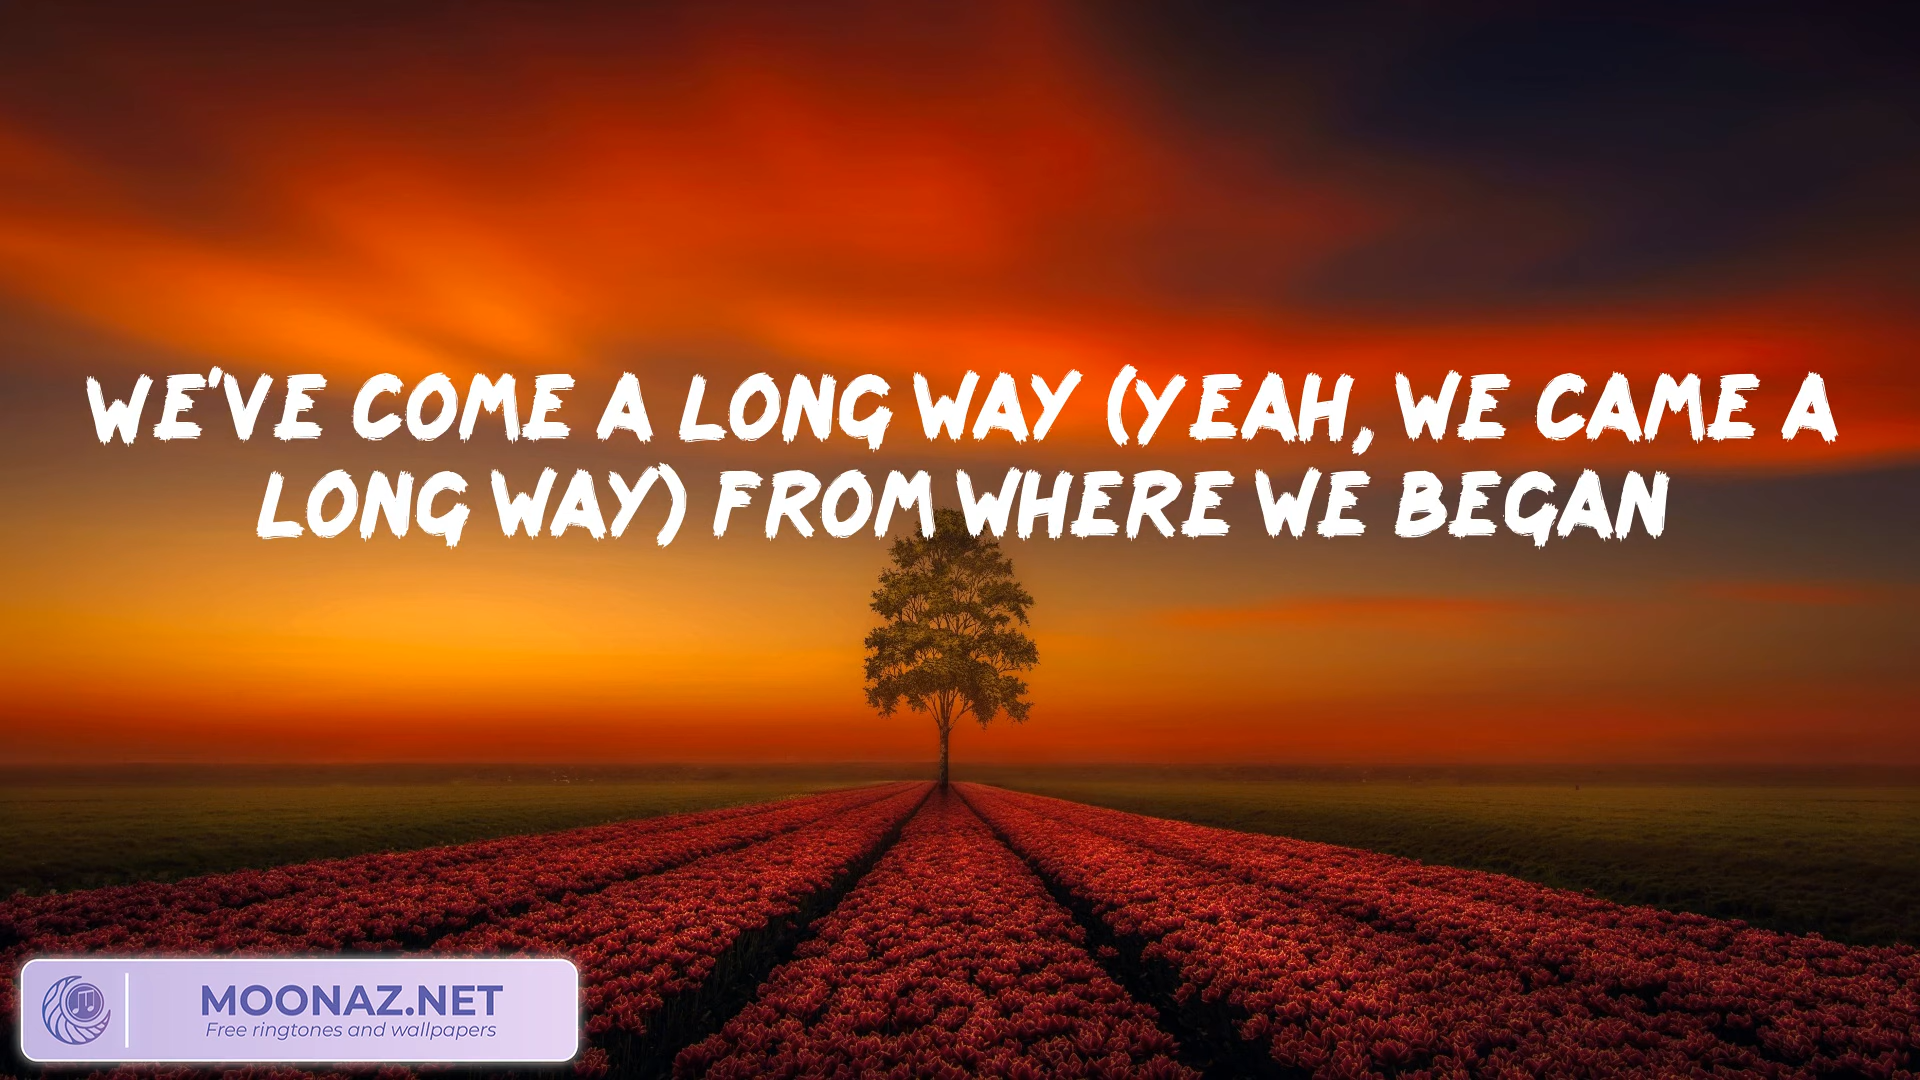 WE'VE COME A LONG WAY (YEAH, WE CAME A
LONG WAY) FROM WHERE WE BEGAN
MOONAZ.NET
Free ringtones and wallpapers